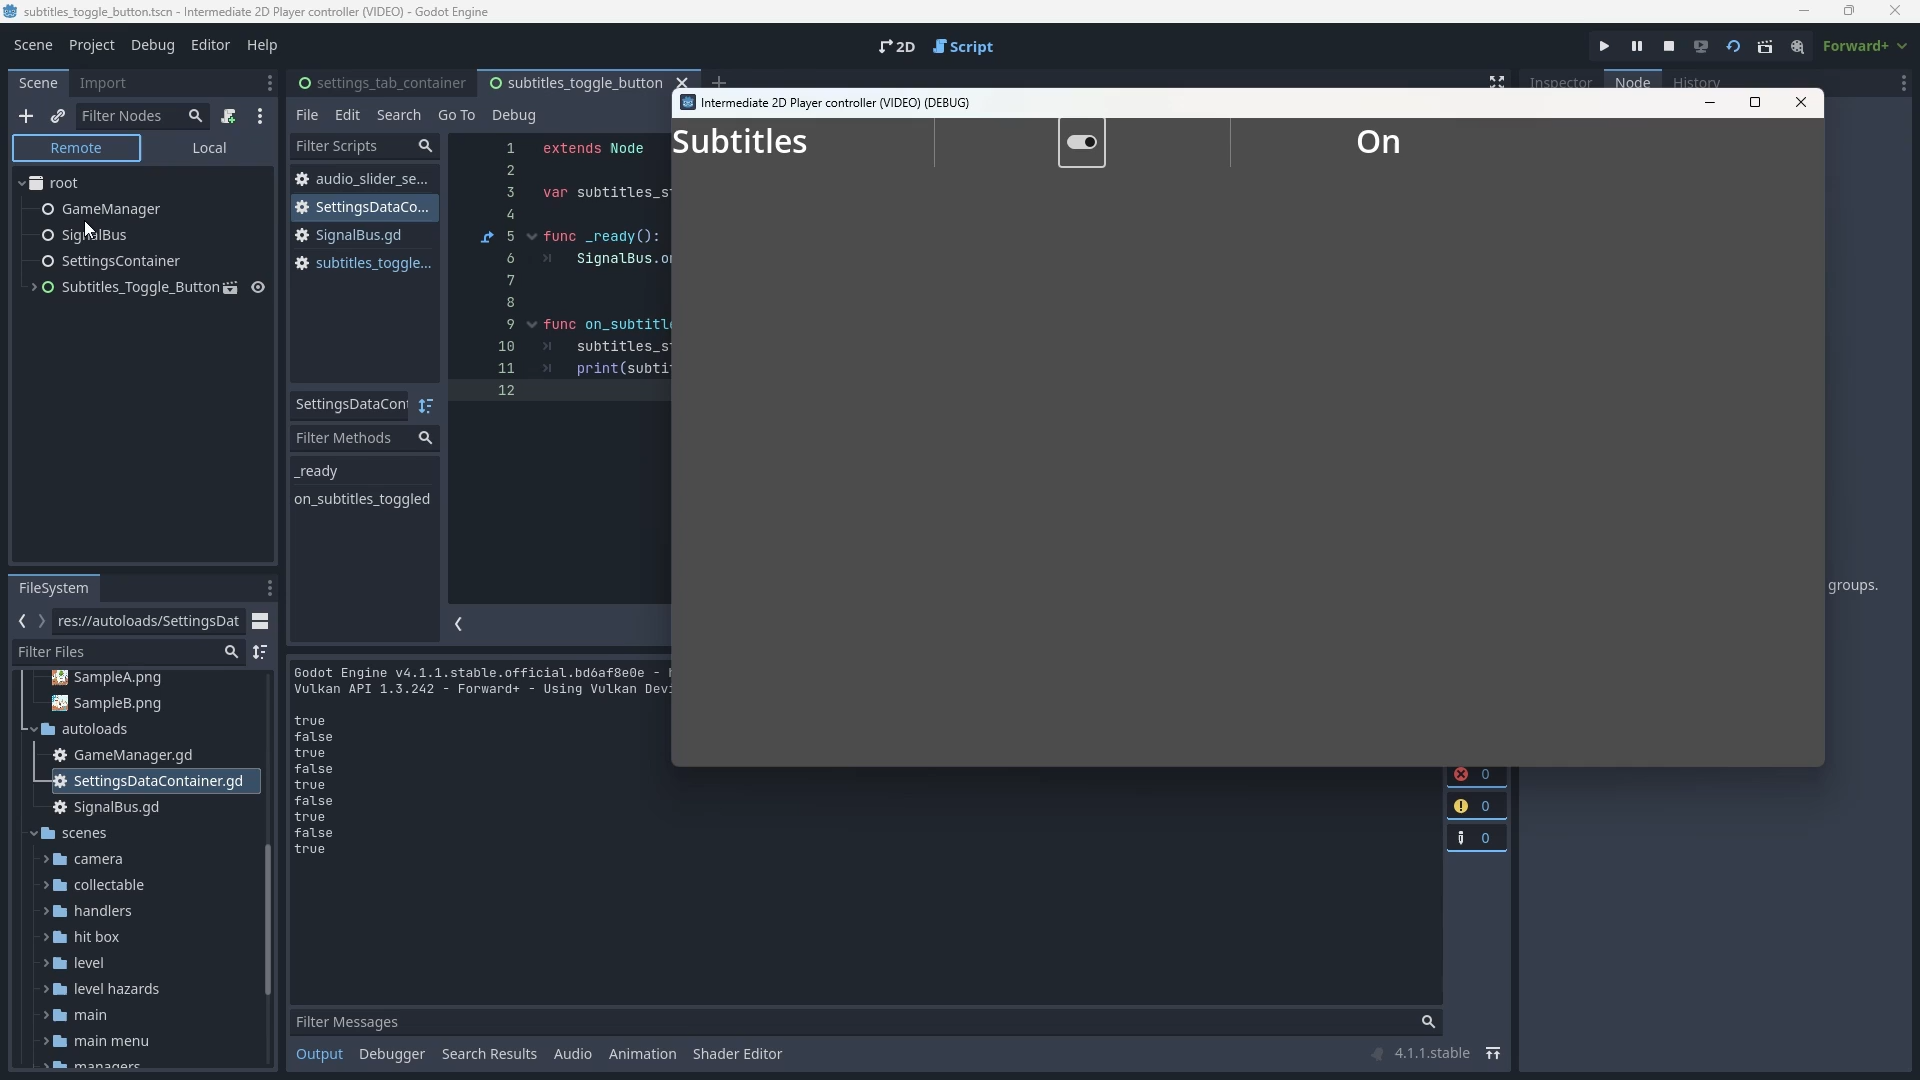 subtitles_toggle_button.tscn - Intermediate 2D Player controller (VIDEO) - Godot Engine
Scene Project Debug Editor Help
2D Script
Forward+
Scene Import
settings_tab_container subtitles_toggle_button
Inspector Node History
Filter Nodes
File Edit Search Go To Debug
Intermediate 2D Player controller (VIDEO) (DEBUG)
Remote Local
Filter Scripts
Subtitles On
root
GameManager
SignalBus
SettingsContainer
Subtitles_Toggle_Button
audio_slider_se...
SettingsDataCo...
SignalBus.gd
subtitles_toggle...
1 extends Node
2
3 var subtitles_s
4
5 func _ready():
6 SignalBus.o
7
8
9 func on_subtitl
10 subtitles_s
11 print(subti
12
SettingsDataCon
Filter Methods
_ready
on_subtitles_toggled
groups.
FileSystem
res://autoloads/SettingsDat
Filter Files
SampleA.png
SampleB.png
autoloads
GameManager.gd
SettingsDataContainer.gd
SignalBus.gd
scenes
camera
collectable
handlers
hit box
level
level hazards
main
main menu
managers
Godot Engine v4.1.1.stable.official.bd6af8e0e -
Vulkan API 1.3.242 - Forward+ - Using Vulkan Devi
true
false
true
false
true
false
true
false
true
0
0
0
Filter Messages
Output Debugger Search Results Audio Animation Shader Editor
4.1.1.stable